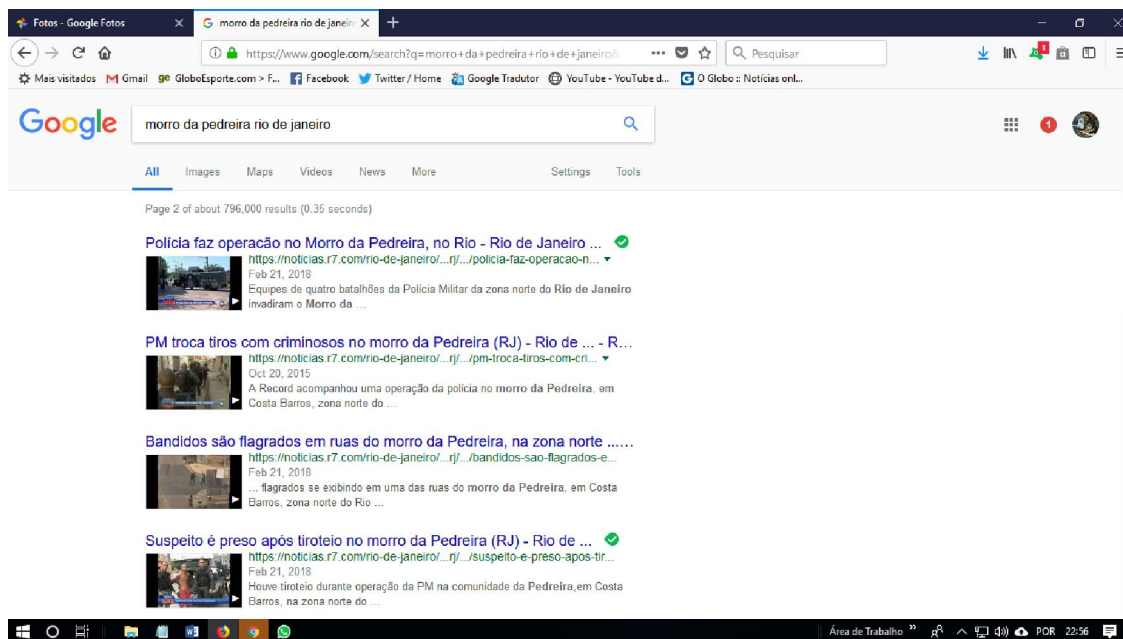 Fotos - Google Fotos
morro da pedreira rio de janeir
https://www.google.com/search?q=morro+da+pedreira+rio+de+janeiro&
Pesquisar
Mais visitados
Gmail
GloboEsporte.com > F...
Facebook
Twitter / Home
Google Tradutor
YouTube - YouTube d...
O Globo :: Notícias onl...
Google
morro da pedreira rio de janeiro
1
All Images Maps Videos News More Settings Tools
Page 2 of about 796,000 results (0.35 seconds)
Polícia faz operacão no Morro da Pedreira, no Rio - Rio de Janeiro ...
https://noticias.r7.com/rio-de-janeiro/...rj/.../policia-faz-operacao-n...
Feb 21, 2018
Equipes de quatro batalhões da Polícia Militar da zona norte do Rio de Janeiro
invadiram o Morro da ...
PM troca tiros com criminosos no morro da Pedreira (RJ) - Rio de ... - R...
https://noticias.r7.com/rio-de-janeiro/...rj/.../pm-troca-tiros-com-cri...
Oct 20, 2015
A Record acompanhou uma operação da polícia no morro da Pedreira, em
Costa Barros, zona norte do ...
Bandidos são flagrados em ruas do morro da Pedreira, na zona norte ......
https://noticias.r7.com/rio-de-janeiro/...rj/.../bandidos-sao-flagrados-e...
Feb 21, 2018
... flagrados se exibindo em uma das ruas do morro da Pedreira, em Costa
Barros, zona norte do Rio ...
Suspeito é preso após tiroteio no morro da Pedreira (RJ) - Rio de ...
https://noticias.r7.com/rio-de-janeiro/...rj/.../suspeito-e-preso-apos-tir...
Feb 21, 2018
Houve tiroteio durante operação da PM na comunidade da Pedreira,em Costa
Barros, na zona norte do ...
Área de Trabalho
POR 22:56